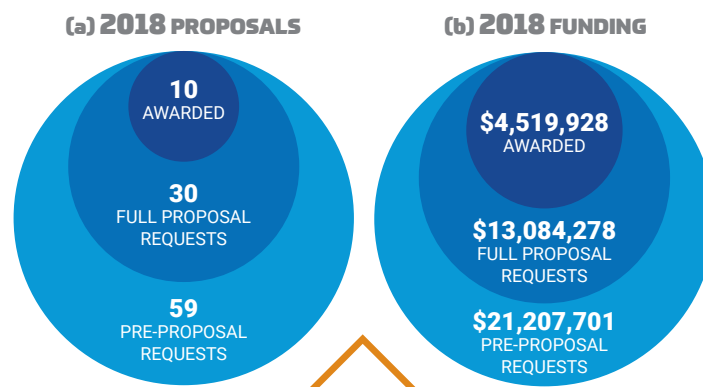 (a) 2018 PROPOSALS
10
AWARDED
30
FULL PROPOSAL
REQUESTS
59
PRE-PROPOSAL
REQUESTS
(b) 2018 FUNDING
$4,519,928
AWARDED
$13,084,278
FULL PROPOSAL
REQUESTS
$21,207,701
PRE-PROPOSAL
REQUESTS